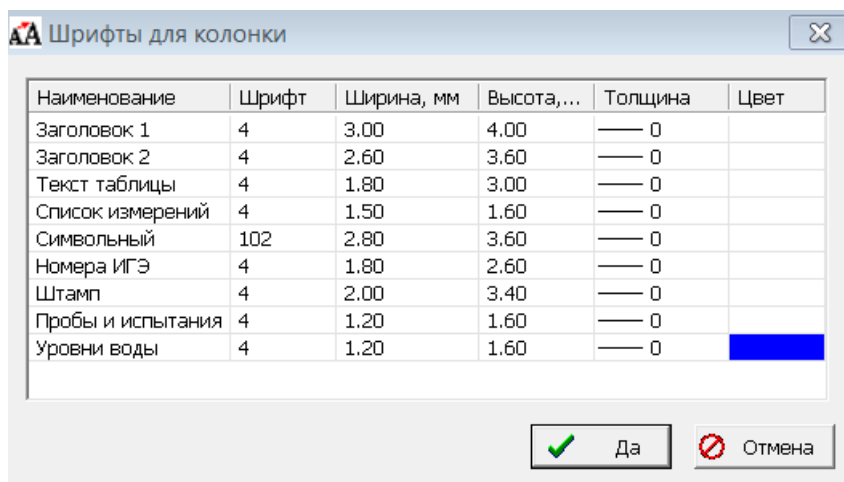 Шрифты для колонки
Наименование Шрифт Ширина, мм Высота,... Толщина Цвет
Заголовок 1 4 3.00 4.00 0
Заголовок 2 4 2.60 3.60 0
Текст таблицы 4 1.80 3.00 0
Список измерений 4 1.50 1.60 0
Символьный 102 2.80 3.60 0
Номера ИГЭ 4 1.80 2.60 0
Штамп 4 2.00 3.40 0
Пробы и испытания 4 1.20 1.60 0
Уровни воды 4 1.20 1.60 0
Да Отмена